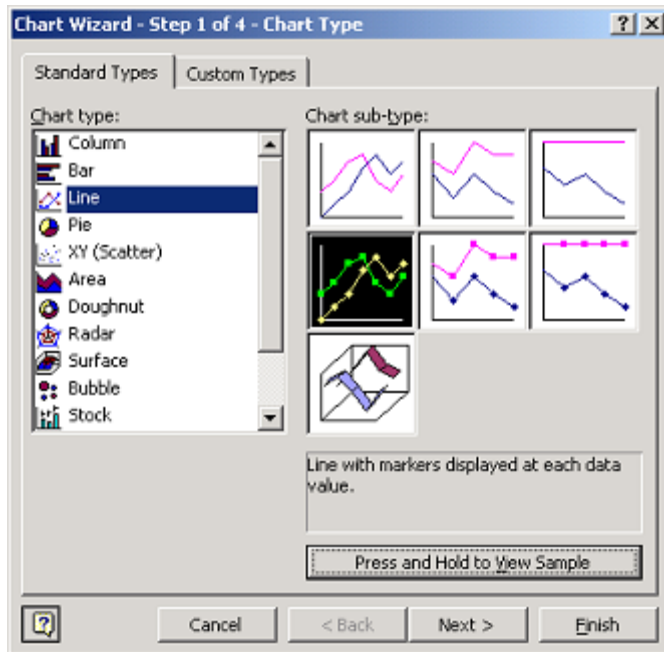 Chart Wizard - Step 1 of 4 - Chart Type
Standard Types
Custom Types
Chart type:
Column
Bar
Line
Pie
XY (Scatter)
Area
Doughnut
Radar
Surface
Bubble
Stock
Chart sub-type:
Line with markers displayed at each data
value.
Press and Hold to View Sample
Cancel
< Back
Next >
Finish